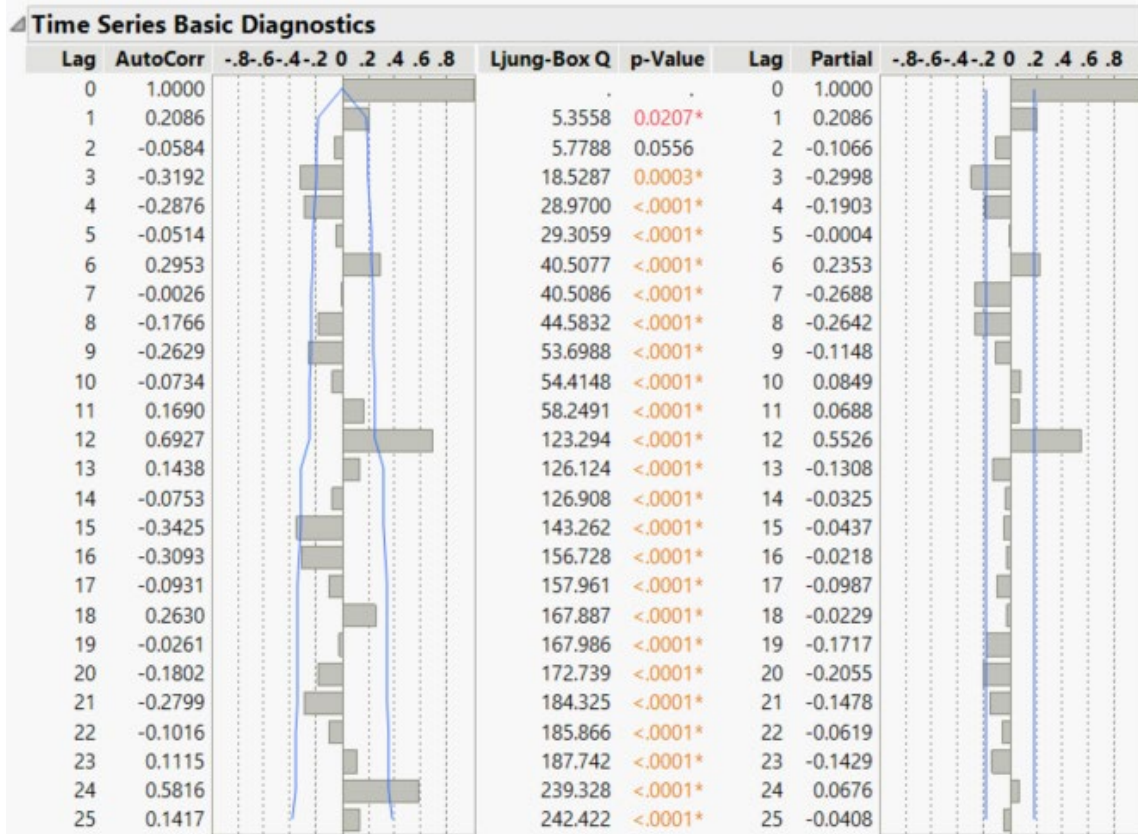 Time Series Basic Diagnostics
Lag AutoCorr -.8-.6-.4-.2 0 .2 .4 .6 .8 Ljung-Box Q p-Value Lag Partial -.8-.6-.4-.2 0 .2 .4 .6 .8
0 1.0000 . . 0 1.0000
1 0.2086 5.3558 0.0207* 1 0.2086
2 -0.0584 5.7788 0.0556 2 -0.1066
3 -0.3192 18.5287 0.0003* 3 -0.2998
4 -0.2876 28.9700 <.0001* 4 -0.1903
5 -0.0514 29.3059 <.0001* 5 -0.0004
6 0.2953 40.5077 <.0001* 6 0.2353
7 -0.0026 40.5086 <.0001* 7 -0.2688
8 -0.1766 44.5832 <.0001* 8 -0.2642
9 -0.2629 53.6988 <.0001* 9 -0.1148
10 -0.0734 54.4148 <.0001* 10 0.0849
11 0.1690 58.2491 <.0001* 11 0.0688
12 0.6927 123.294 <.0001* 12 0.5526
13 0.1438 126.124 <.0001* 13 -0.1308
14 -0.0753 126.908 <.0001* 14 -0.0325
15 -0.3425 143.262 <.0001* 15 -0.0437
16 -0.3093 156.728 <.0001* 16 -0.0218
17 -0.0931 157.961 <.0001* 17 -0.0987
18 0.2630 167.887 <.0001* 18 -0.0229
19 -0.0261 167.986 <.0001* 19 -0.1717
20 -0.1802 172.739 <.0001* 20 -0.2055
21 -0.2799 184.325 <.0001* 21 -0.1478
22 -0.1016 185.866 <.0001* 22 -0.0619
23 0.1115 187.742 <.0001* 23 -0.1429
24 0.5816 239.328 <.0001* 24 0.0676
25 0.1417 242.422 <.0001* 25 -0.0408